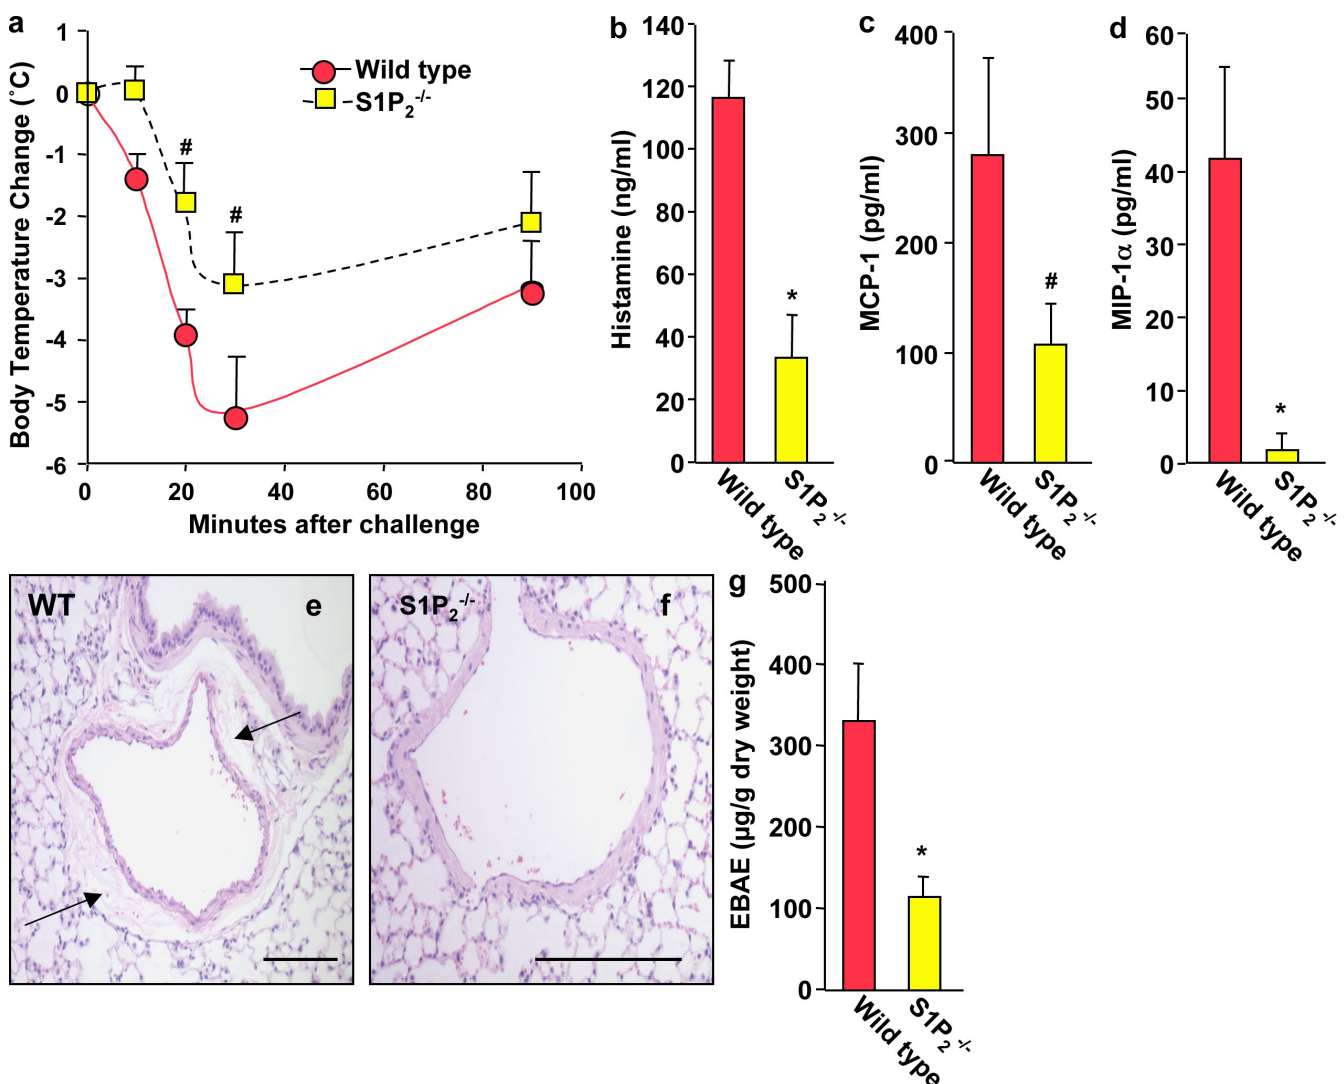 a
1
0
-1
-2
-3
-4
-5
-6
Body Temperature Change (˚C)
Wild type
S1P2-/-
#
#
0 20 40 60 80 100
Minutes after challenge
b
140
120
100
80
60
40
20
0
Histamine (ng/ml)
*
Wild type
S1P2-/-
c
400
300
200
100
0
MCP-1 (pg/ml)
#
Wild type
S1P2-/-
d
60
50
40
30
20
10
0
MIP-1α (pg/ml)
*
Wild type
S1P2-/-
WT e
S1P2-/- f
g
500
400
300
200
100
0
EBAE (µg/g dry weight)
*
Wild type
S1P2-/-